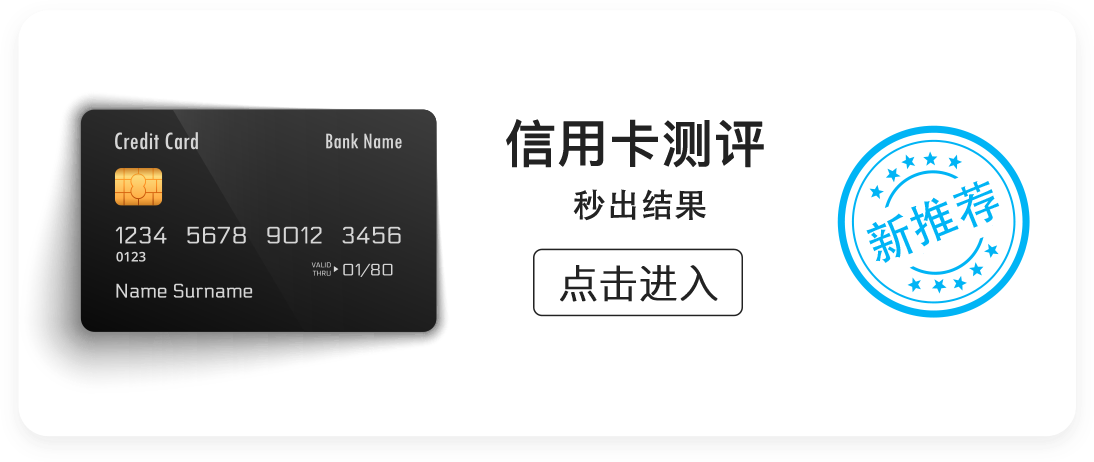 Credit Card
Bank Name
1234 5678 9012 3456
0123
VALID
THRU
01/80
Name Surname
信用卡测评
秒出结果
点击进入
新推荐